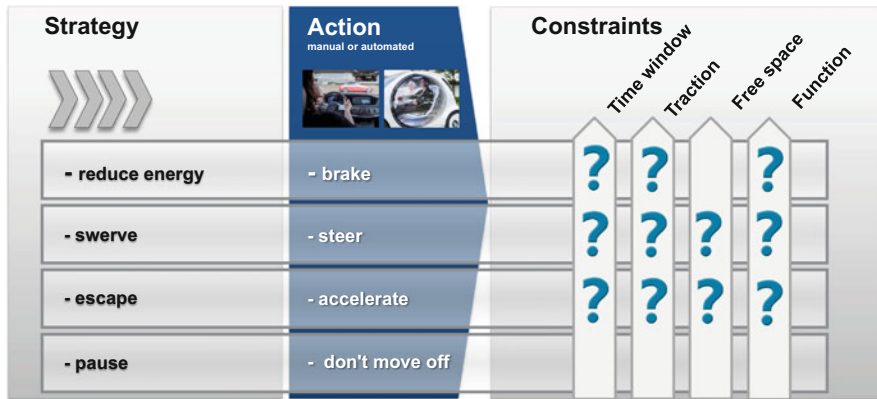 Strategy
Action
manual or automated
Constraints
Time window
Traction
Free space
Function
- reduce energy
- brake
? ? ?
- swerve
- steer
? ? ? ?
- escape
- accelerate
? ? ? ?
- pause
- don't move off